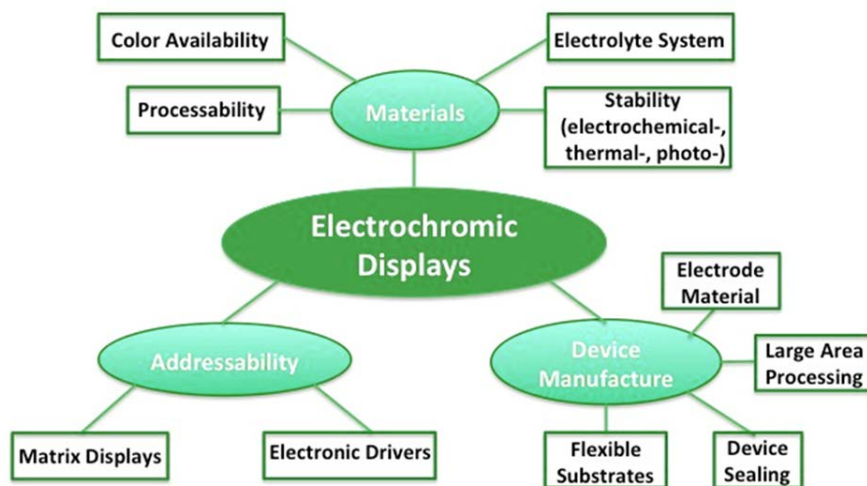 Color Availability
Electrolyte System
Processability
Materials
Stability
(electrochemical-,
thermal-, photo-)
Electrochromic
Displays
Electrode
Material
Addressability
Device
Manufacture
Large Area
Processing
Matrix Displays
Electronic Drivers
Flexible
Substrates
Device
Sealing